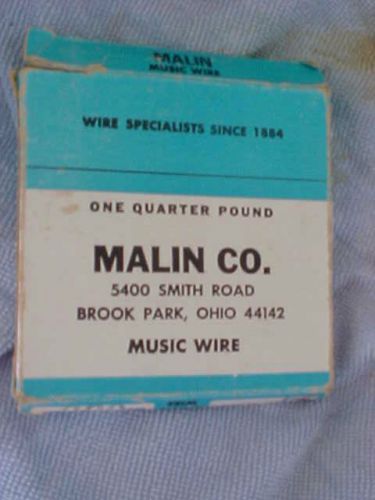 MALIN
MUSIC WIRE
WIRE SPECIALISTS SINCE 1884
ONE QUARTER POUND
MALIN CO.
5400 SMITH ROAD
BROOK PARK, OHIO 44142
MUSIC WIRE